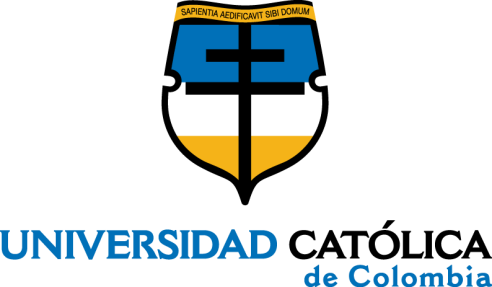 SAPIENTIA AEDIFICAVIT SIBI DOMUM
UNIVERSIDAD CATÓLICA
de Colombia